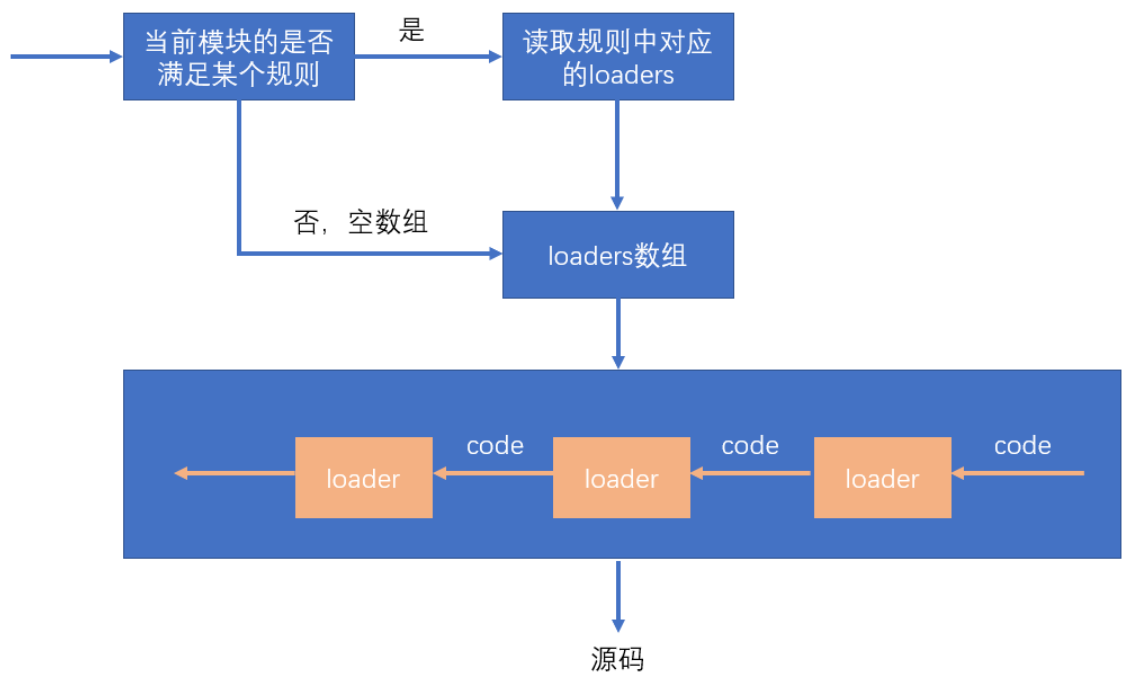 当前模块的是否
满足某个规则
是
读取规则中对应
的loaders
否，空数组
loaders数组
code
code
code
loader
loader
loader
源码